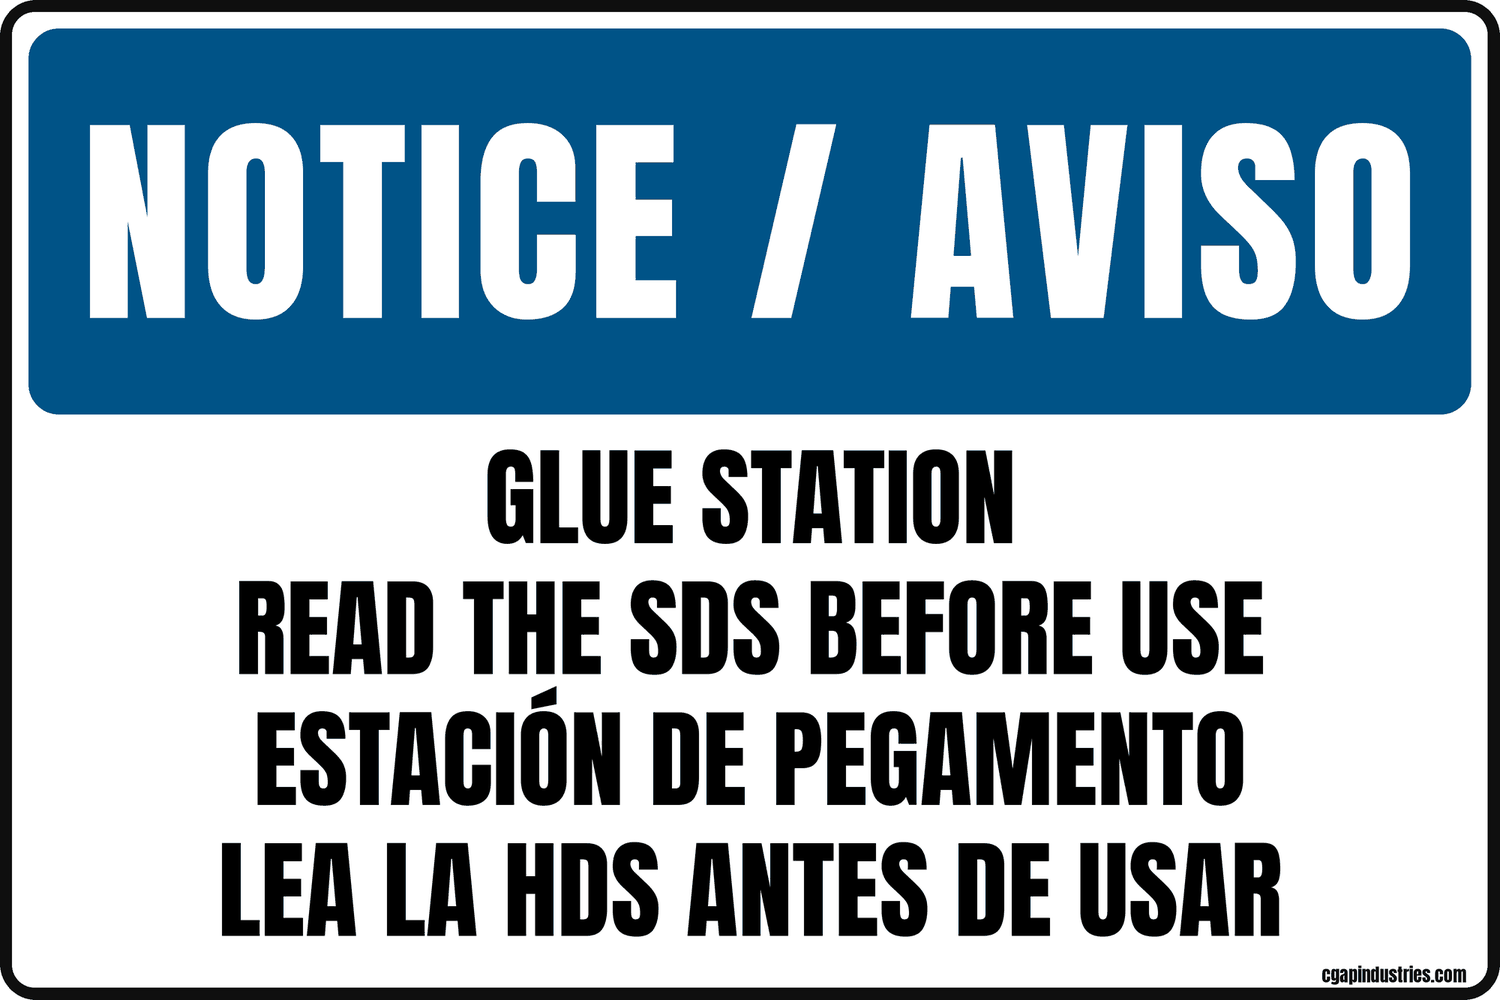 NOTICE / AVISO
GLUE STATION
READ THE SDS BEFORE USE
ESTACIÓN DE PEGAMENTO
LEA LA HDS ANTES DE USAR
cgapindustries.com